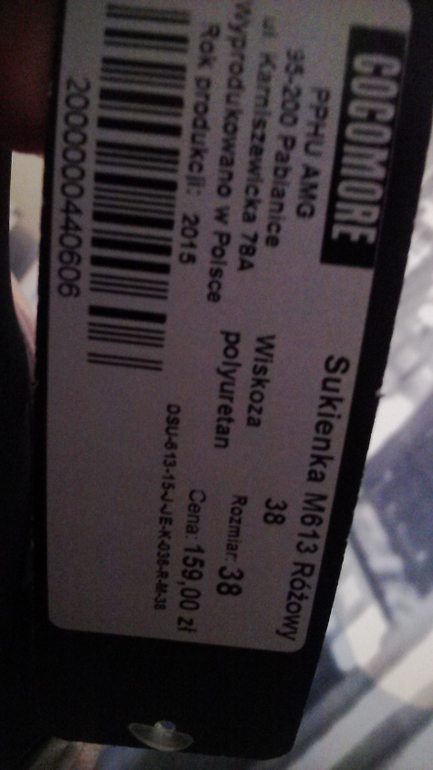 COCOMORE
Sukienka M613 Różowy
PPHU AMG
38
95-200 Pabianice
Wiskoza
ul. Karniszewicka 78A
polyuretan
Rozmiar: 38
Wyprodukowano w Polsce
Rok produkcji: 2015
Cena: 159,00 zł
DSU-613-15-J-JE-K-036-R-M-38
2000000440606